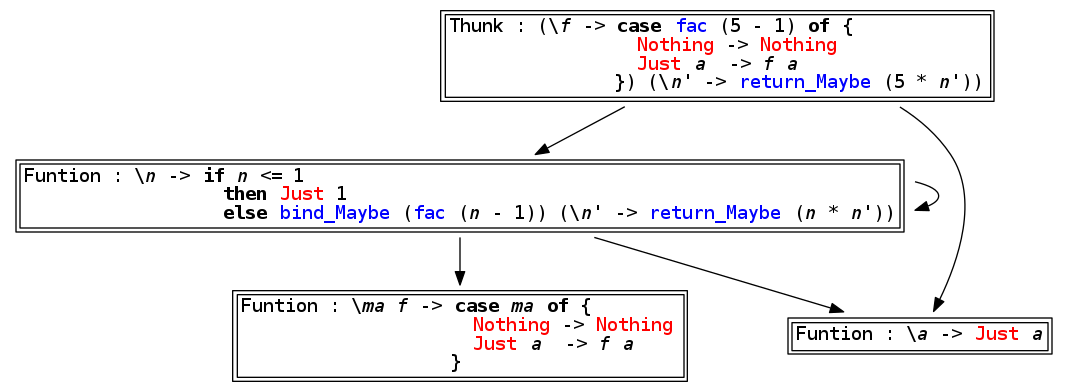 Thunk : (\f -> case fac (5 - 1) of {
Nothing -> Nothing
Just a  -> f a
}) (\n' -> return_Maybe (5 * n'))
Funtion : \n -> if n <= 1
then Just 1
else bind_Maybe (fac (n - 1)) (\n' -> return_Maybe (n * n'))
Funtion : \ma f -> case ma of {
Nothing -> Nothing
Just a  -> f a
}
Funtion : \a -> Just a